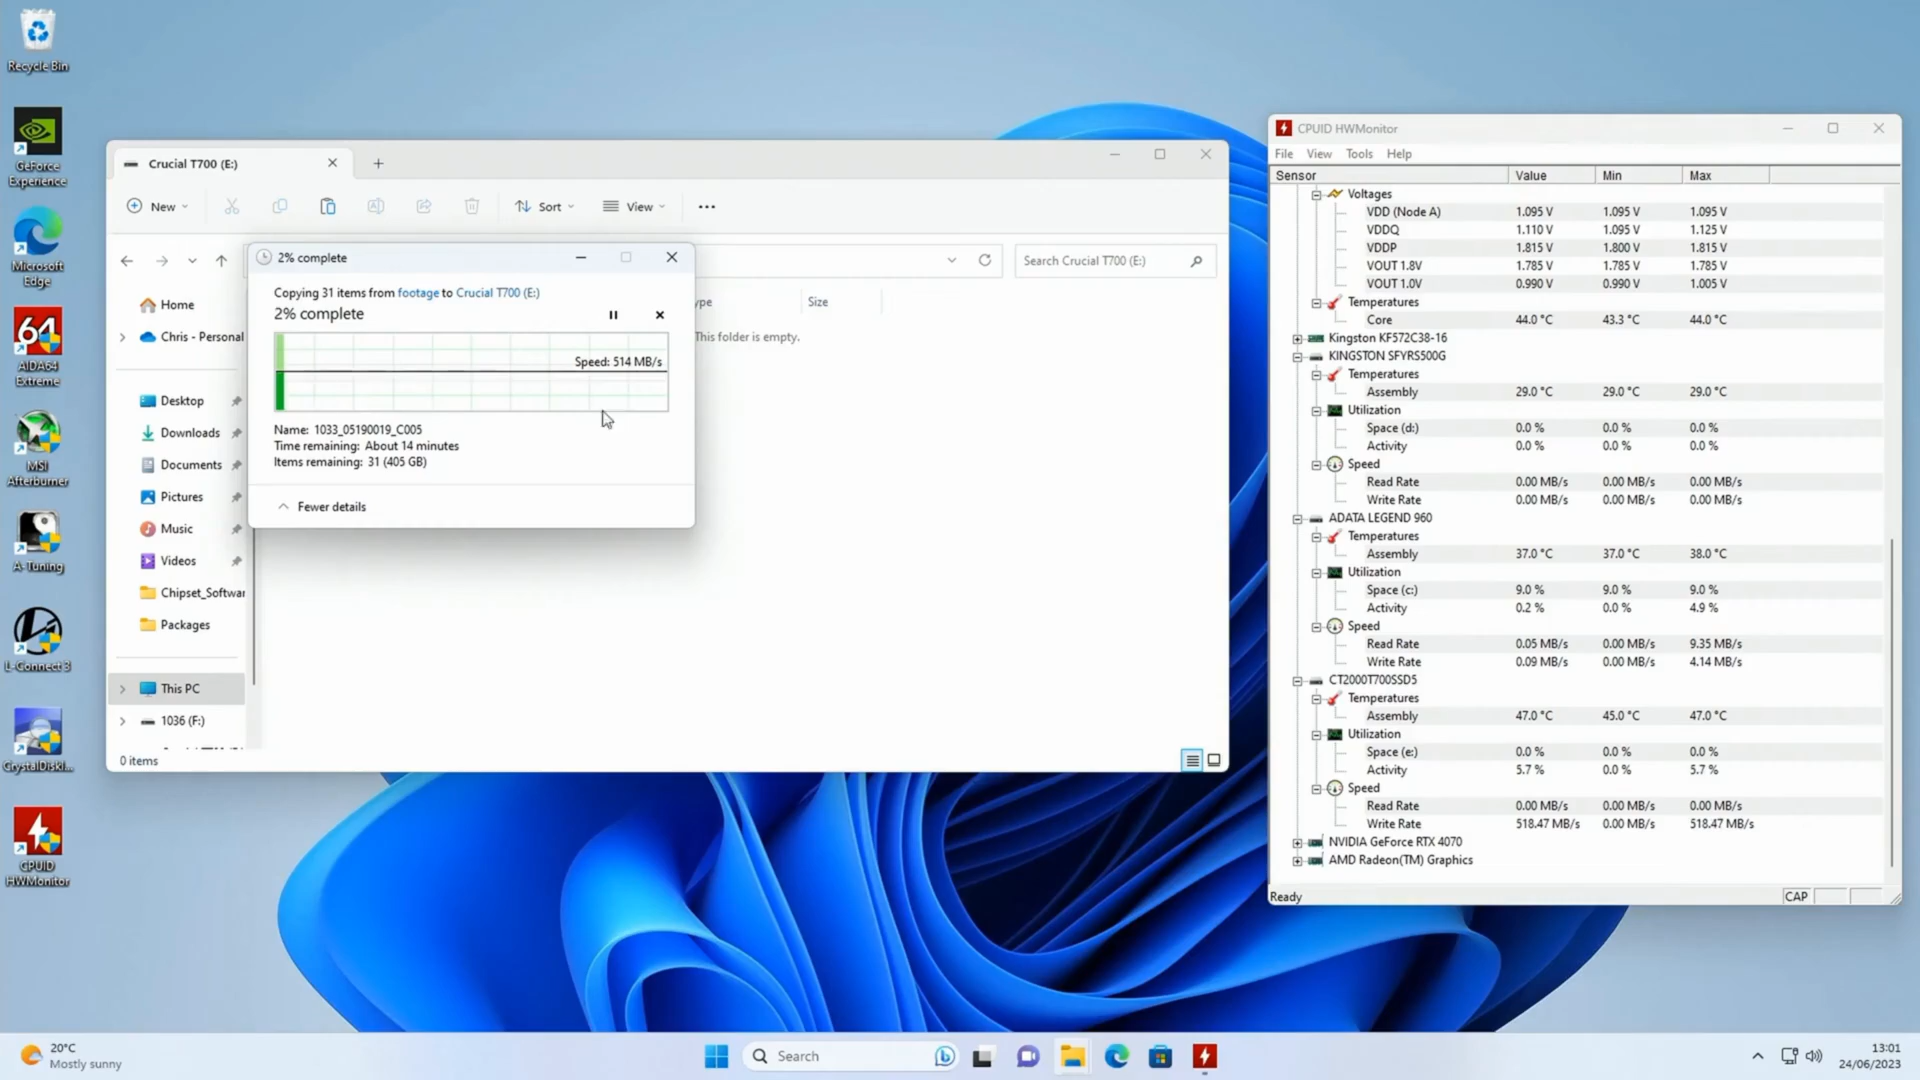 Recycle Bin
GeForce
Experience
Microsoft
Edge
64
AIDA64
Extreme
MSI
Afterburner
A-Tuning
L-Connect 3
CrystalDiskI...
CPUID
HWMonitor
Crucial T700 (E:)
New
Sort
View
Search Crucial T700 (E:)
Home
Chris - Personal
Desktop
Downloads
Documents
Pictures
Music
Videos
Chipset_Softwar
Packages
This PC
1036 (F:)
ype
Size
This folder is empty.
0 items
2% complete
Copying 31 items from footage to Crucial T700 (E:)
2% complete
Speed: 514 MB/s
Name: 1033_05190019_C005
Time remaining: About 14 minutes
Items remaining: 31 (405 GB)
Fewer details
CPUID HWMonitor
File View Tools Help
Sensor Value Min Max
Voltages
VDD (Node A) 1.095 V 1.095 V 1.095 V
VDDQ 1.110 V 1.095 V 1.125 V
VDDP 1.815 V 1.800 V 1.815 V
VOUT 1.8V 1.785 V 1.785 V 1.785 V
VOUT 1.0V 0.990 V 0.990 V 1.005 V
Temperatures
Core 44.0 °C 43.3 °C 44.0 °C
Kingston KF572C38-16
KINGSTON SFYRS500G
Temperatures
Assembly 29.0 °C 29.0 °C 29.0 °C
Utilization
Space (d:) 0.0 % 0.0 % 0.0 %
Activity 0.0 % 0.0 % 0.0 %
Speed
Read Rate 0.00 MB/s 0.00 MB/s 0.00 MB/s
Write Rate 0.00 MB/s 0.00 MB/s 0.00 MB/s
ADATA LEGEND 960
Temperatures
Assembly 37.0 °C 37.0 °C 38.0 °C
Utilization
Space (c:) 9.0 % 9.0 % 9.0 %
Activity 0.2 % 0.0 % 4.9 %
Speed
Read Rate 0.05 MB/s 0.00 MB/s 9.35 MB/s
Write Rate 0.09 MB/s 0.00 MB/s 4.14 MB/s
CT2000T700SSD5
Temperatures
Assembly 47.0 °C 45.0 °C 47.0 °C
Utilization
Space (e:) 0.0 % 0.0 % 0.0 %
Activity 5.7 % 0.0 % 5.7 %
Speed
Read Rate 0.00 MB/s 0.00 MB/s 0.00 MB/s
Write Rate 518.47 MB/s 0.00 MB/s 518.47 MB/s
NVIDIA GeForce RTX 4070
AMD Radeon(TM) Graphics
Ready CAP
20°C
Mostly sunny
Search
13:01
24/06/2023